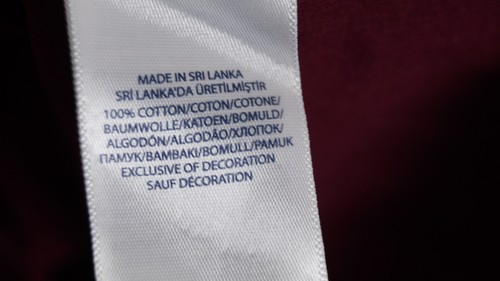 MADE IN SRI LANKA
SRİ LANKA'DA ÜRETİLMİŞTİR
100% COTTON/COTON/COTONE/
BAUMWOLLE/KATOEN/BOMULD/
ALGODÓN/ALGODÃO/ХЛОПОК/
ПАМУК/BAMBAKI/BOMULL/PAMUK
EXCLUSIVE OF DECORATION
SAUF DÉCORATION